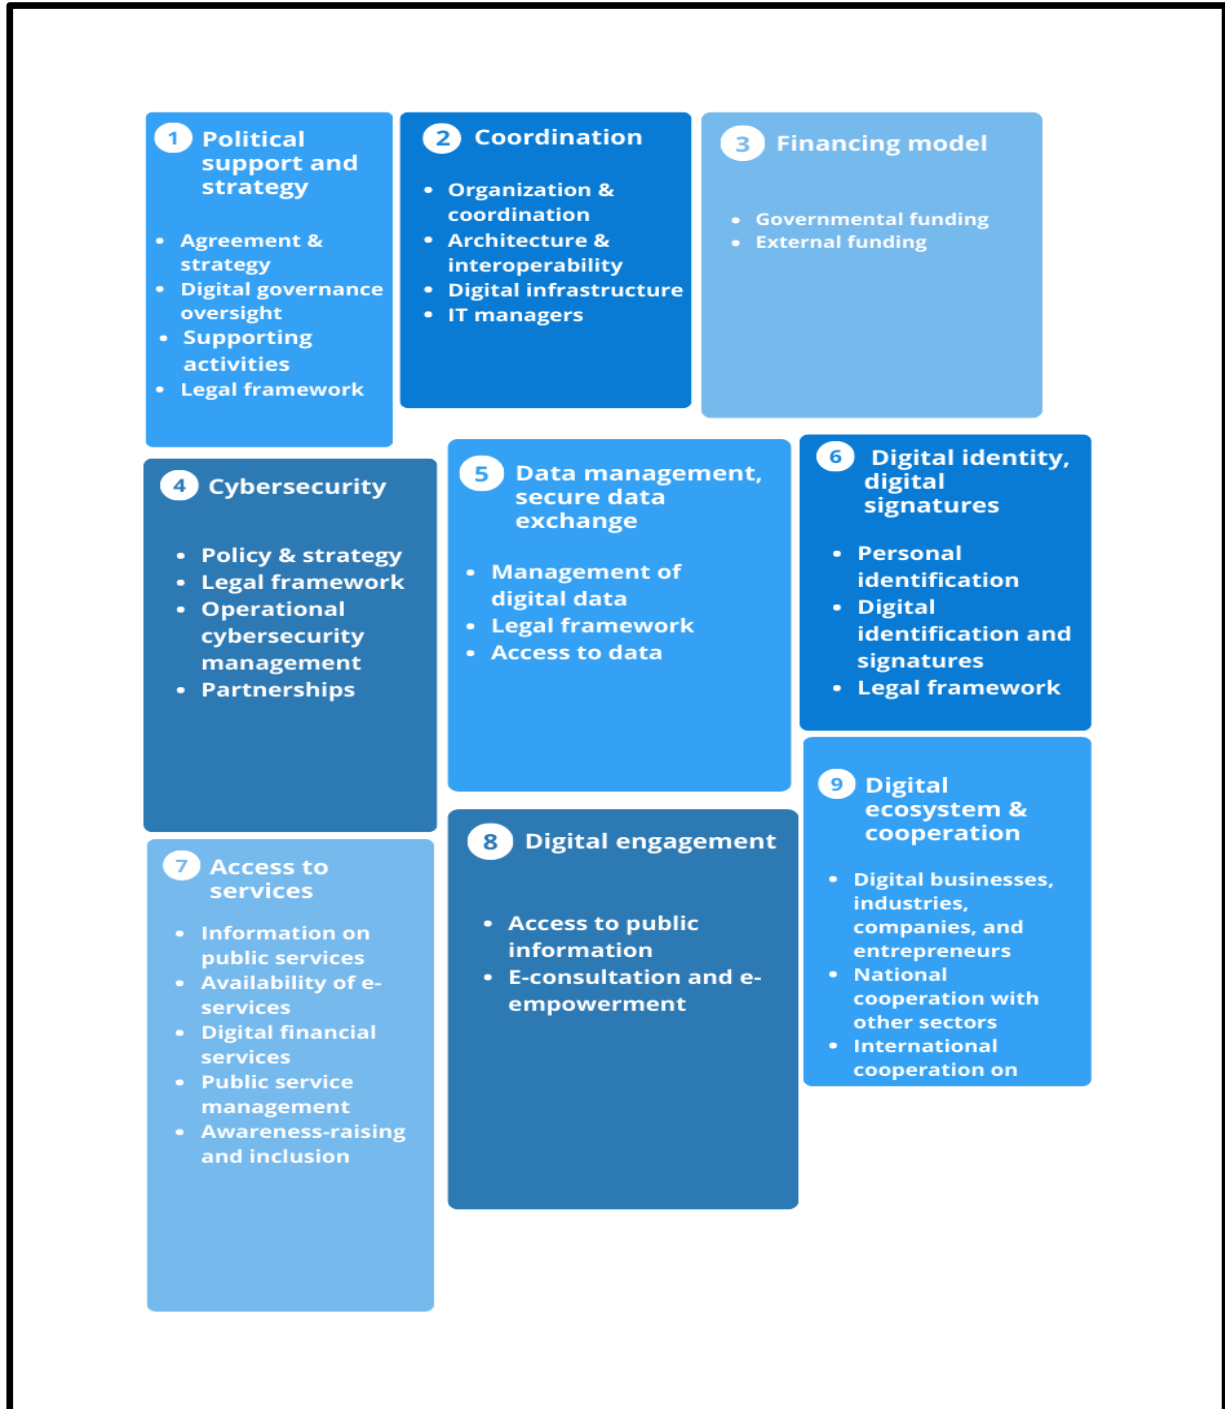 1 Political
support and
strategy
• Agreement &
strategy
• Digital governance
oversight
• Supporting
activities
• Legal framework
2 Coordination
• Organization &
coordination
• Architecture &
interoperability
• Digital infrastructure
• IT managers
3 Financing model
• Governmental funding
• External funding
4 Cybersecurity
• Policy & strategy
• Legal framework
• Operational
cybersecurity
management
• Partnerships
5 Data management,
secure data
exchange
• Management of
digital data
• Legal framework
• Access to data
6 Digital identity,
digital
signatures
• Personal
identification
• Digital
identification and
signatures
• Legal framework
7 Access to
services
• Information on
public services
• Availability of e-
services
• Digital financial
services
• Public service
management
• Awareness-raising
and inclusion
8 Digital engagement
• Access to public
information
• E-consultation and e-
empowerment
9 Digital
ecosystem &
cooperation
• Digital businesses,
industries,
companies, and
entrepreneurs
• National
cooperation with
other sectors
• International
cooperation on